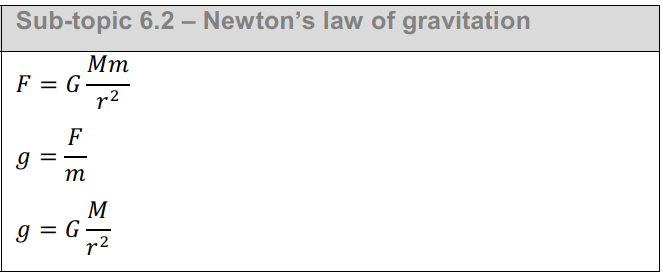 Sub-topic 6.2 – Newton's law of gravitation
F = G Mm/r²
g = F/m
g = G M/r²